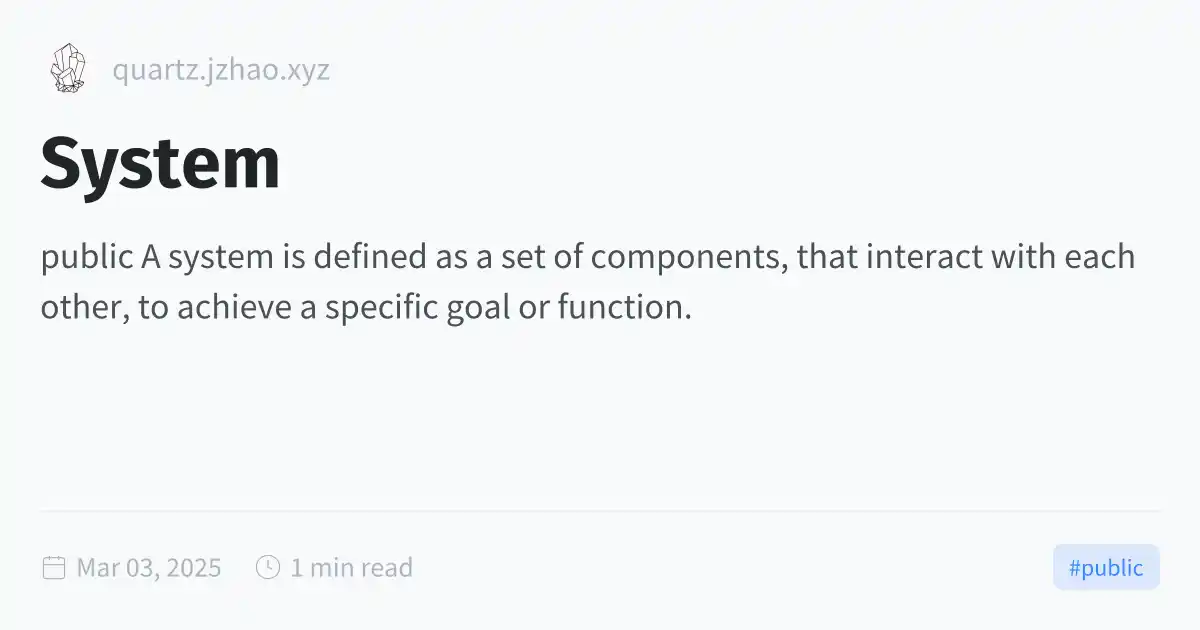 quartz.jzhao.xyz
System
public A system is defined as a set of components, that interact with each
other, to achieve a specific goal or function.
Mar 03, 2025 1 min read
#public